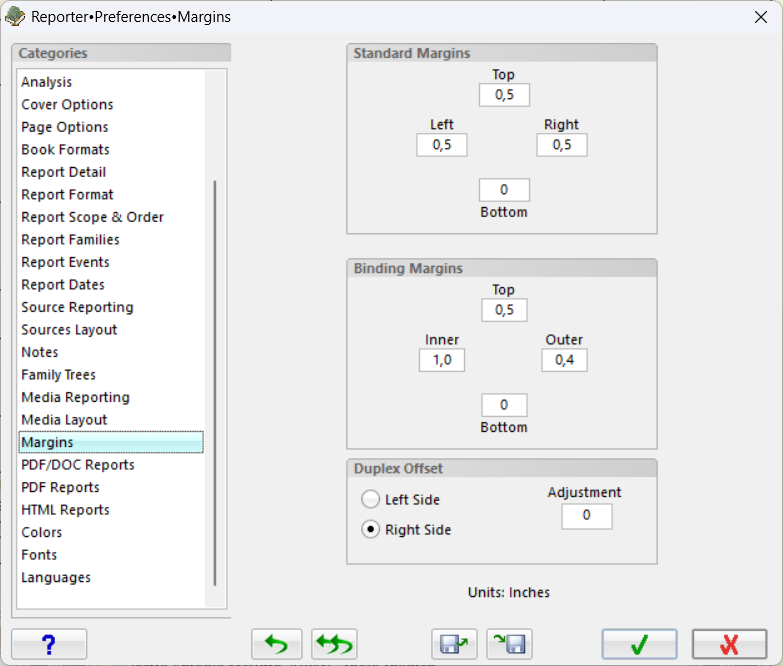 Reporter•Preferences•Margins
Categories
Analysis
Cover Options
Page Options
Book Formats
Report Detail
Report Format
Report Scope & Order
Report Families
Report Events
Report Dates
Source Reporting
Sources Layout
Notes
Family Trees
Media Reporting
Media Layout
Margins
PDF/DOC Reports
PDF Reports
HTML Reports
Colors
Fonts
Languages
Standard Margins
Top
0,5
Left Right
0,5 0,5
0
Bottom
Binding Margins
Top
0,5
Inner Outer
1,0 0,4
0
Bottom
Duplex Offset
Left Side
Right Side
Adjustment
0
Units: Inches
?